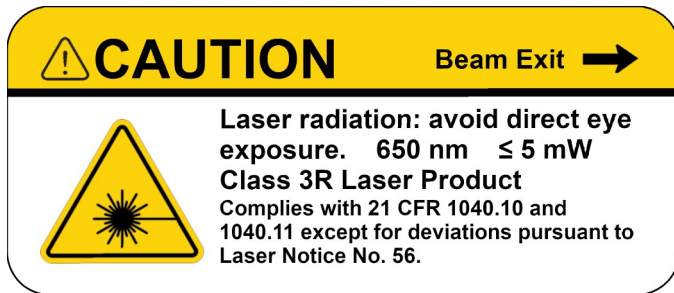 CAUTION Beam Exit
Laser radiation: avoid direct eye
exposure. 650 nm ≤ 5 mW
Class 3R Laser Product
Complies with 21 CFR 1040.10 and
1040.11 except for deviations pursuant to
Laser Notice No. 56.